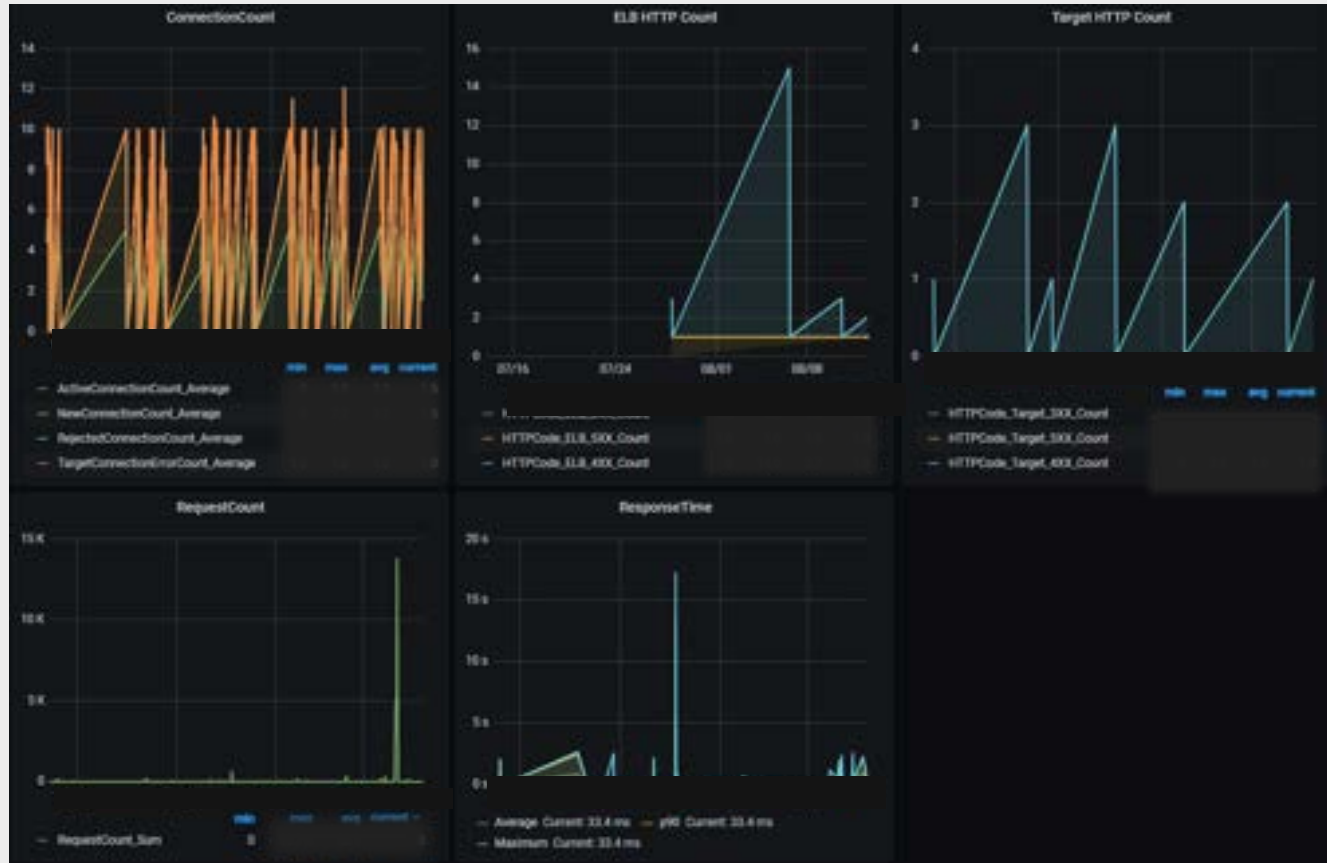 ConnectionCount
14
12
10
8
6
4
2
0
min max avg current
ActiveConnectionCount_Average
NewConnectionCount_Average
RejectedConnectionCount_Average
TargetConnectionErrorCount_Average
ELB HTTP Count
16
14
12
10
8
6
4
2
0
07/16 07/24 08/01 08/08
HTTPCode_ELB_5XX_Count
HTTPCode_ELB_4XX_Count
Target HTTP Count
4
3
2
1
0
min max avg current
HTTPCode_Target_3XX_Count
HTTPCode_Target_4XX_Count
RequestCount
15 K
10 K
5 K
0
min max avg current
RequestCount_Sum 0
ResponseTime
20 s
15 s
10 s
5 s
0 s
Average Current: 33.4 ms p90 Current: 33.4 ms
Maximum Current: 33.4 ms